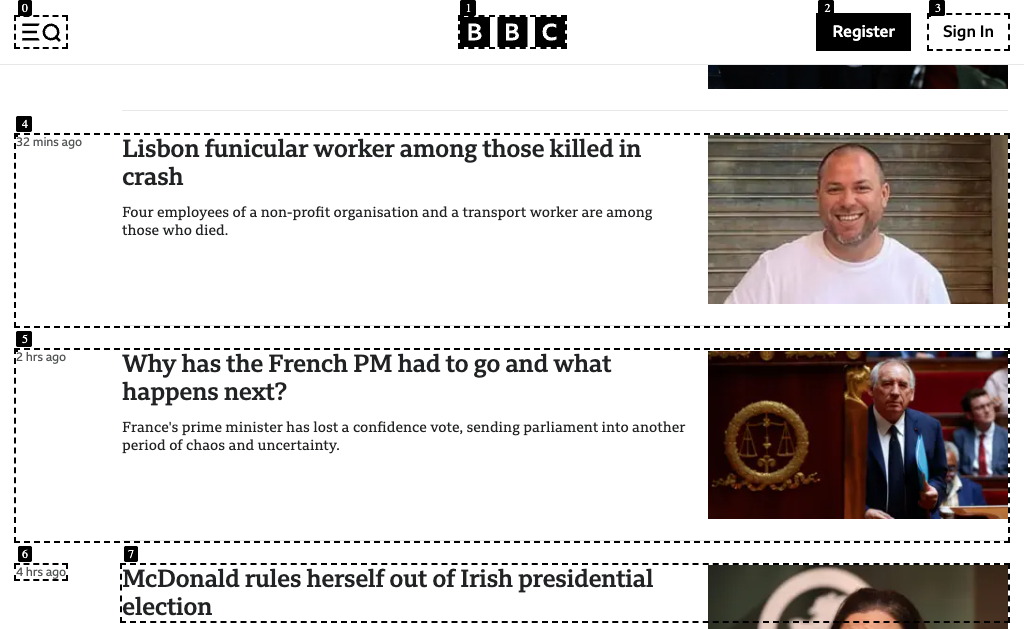 0
1
2
3
BBC
Register
Sign In
4
32 mins ago
Lisbon funicular worker among those killed in
crash
Four employees of a non-profit organisation and a transport worker are among
those who died.
5
2 hrs ago
Why has the French PM had to go and what
happens next?
France's prime minister has lost a confidence vote, sending parliament into another
period of chaos and uncertainty.
6
7
4 hrs ago
McDonald rules herself out of Irish presidential
election